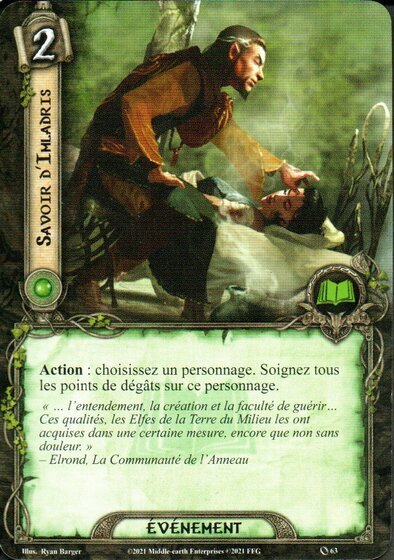 2
SAVOIR D'IMLADRIS
Action : choisissez un personnage. Soignez tous
les points de dégâts sur ce personnage.
« … l'entendement, la création et la faculté de guérir…
Ces qualités, les Elfes de la Terre du Milieu les ont
acquises dans une certaine mesure, encore que non sans
douleur. »
– Elrond, La Communauté de l'Anneau
ÉVÉNEMENT
Illus. Ryan Barger ©2021 Middle-earth Enterprises ©2021 FFG 63